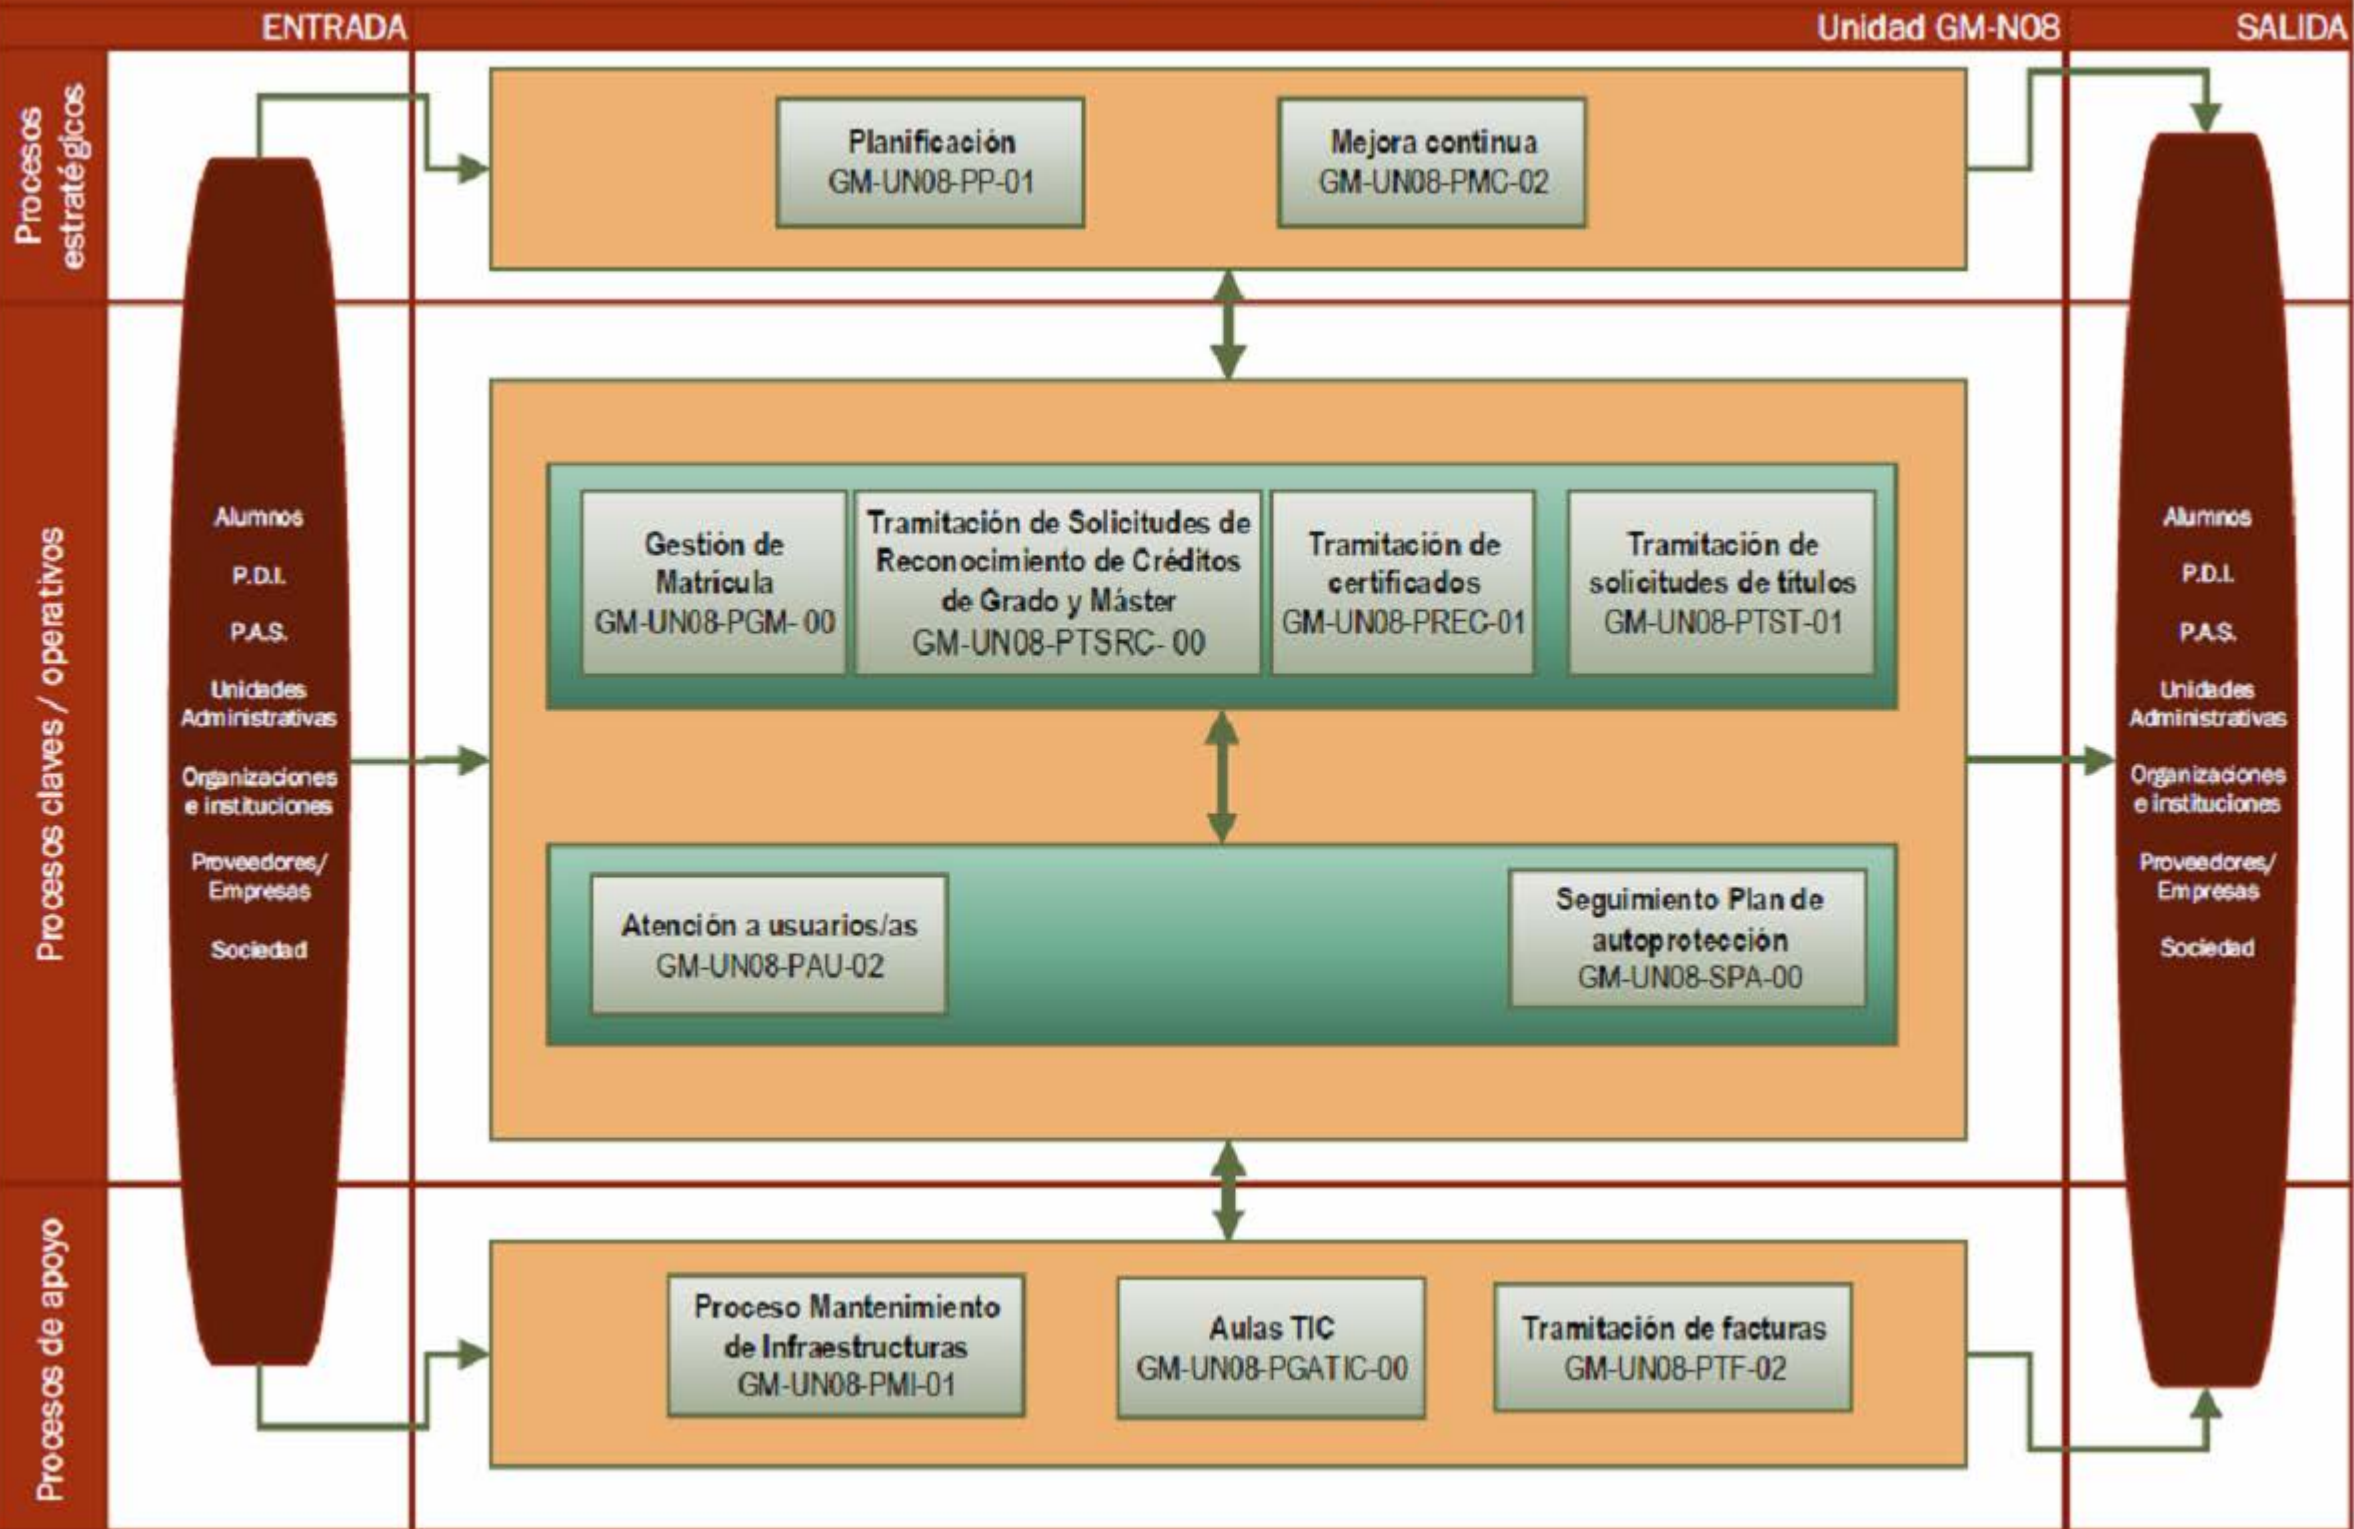 ENTRADA
Unidad GM-N08
SALIDA
Procesos
estratégicos
Planificación
GM-UN08-PP-01
Mejora continua
GM-UN08-PMC-02
Procesos claves / operativos
Alumnos
P.D.I.
P.A.S.
Unidades
Administrativas
Organizaciones
e instituciones
Proveedores/
Empresas
Sociedad
Gestión de
Matrícula
GM-UN08-PGM- 00
Tramitación de Solicitudes de
Reconocimiento de Créditos
de Grado y Máster
GM-UN08-PTSRC- 00
Tramitación de
certificados
GM-UN08-PREC-01
Tramitación de
solicitudes de títulos
GM-UN08-PTST-01
Atención a usuarios/as
GM-UN08-PAU-02
Seguimiento Plan de
autoprotección
GM-UN08-SPA-00
Alumnos
P.D.I.
P.A.S.
Unidades
Administrativas
Organizaciones
e instituciones
Proveedores/
Empresas
Sociedad
Procesos de apoyo
Proceso Mantenimiento
de Infraestructuras
GM-UN08-PMI-01
Aulas TIC
GM-UN08-PGATIC-00
Tramitación de facturas
GM-UN08-PTF-02